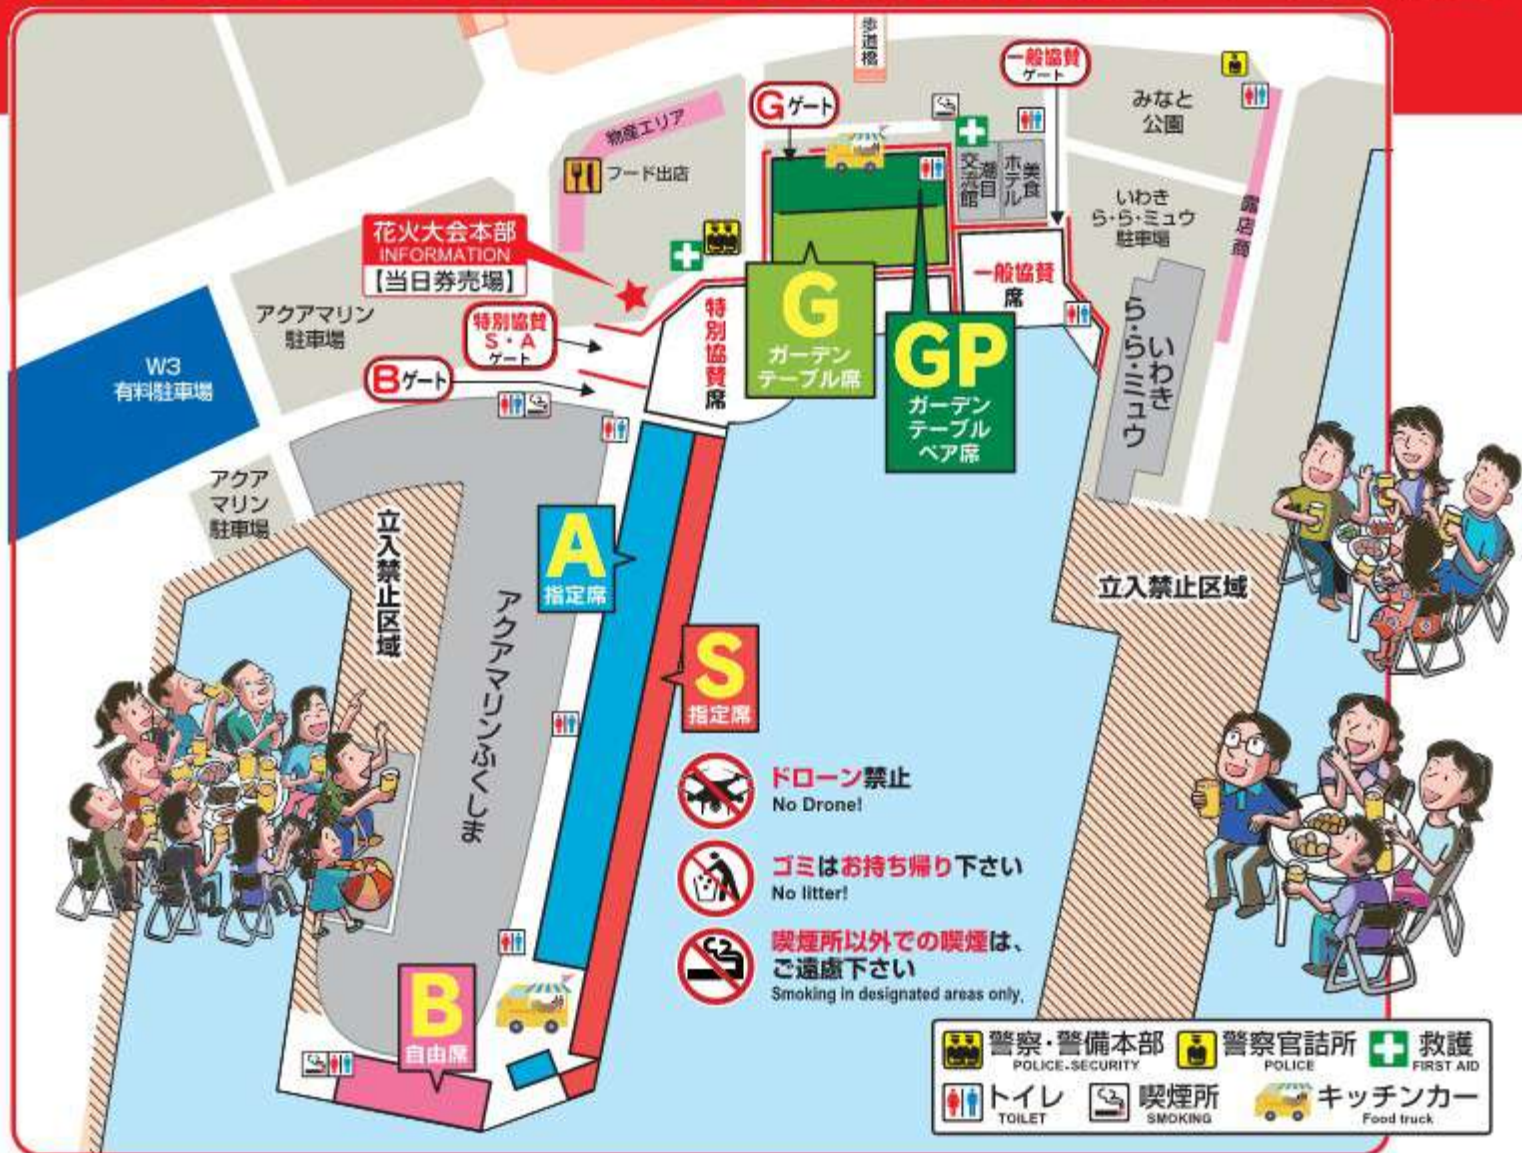 歩道橋
一般協賛
ゲート
Gゲート
みなと
公園
物産エリア
フード出店
潮目
交流館
美食
ホテル
いわき
ら・ら・ミュウ
駐車場
露店商
花火大会本部
INFORMATION
【当日券売場】
アクアマリン
駐車場
特別協賛
S・A
ゲート
特別協賛席
G
ガーデン
テーブル席
GP
ガーデン
テーブル
ペア席
一般協賛
席
いわき
ら・ら・ミュウ
W3
有料駐車場
Bゲート
アクア
マリン
駐車場
立入禁止区域
A
指定席
アクアマリンふくしま
立入禁止区域
S
指定席
ドローン禁止
No Drone!
ゴミはお持ち帰り下さい
No litter!
喫煙所以外での喫煙は、
ご遠慮下さい
Smoking in designated areas only.
B
自由席
警察・警備本部
POLICE・SECURITY
警察官詰所
POLICE
救護
FIRST AID
トイレ
TOILET
喫煙所
SMOKING
キッチンカー
Food truck